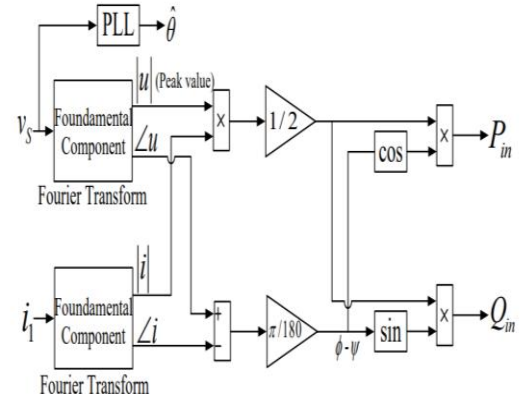 PLL
θ̂
|u| (Peak value)
v_S
Foundamental
Component
∠u
Fourier Transform
×
1/2
×
P_in
cos
|i|
i_1
Foundamental
Component
∠i
Fourier Transform
+
−
π/180
ϕ-ψ
sin
×
Q_in